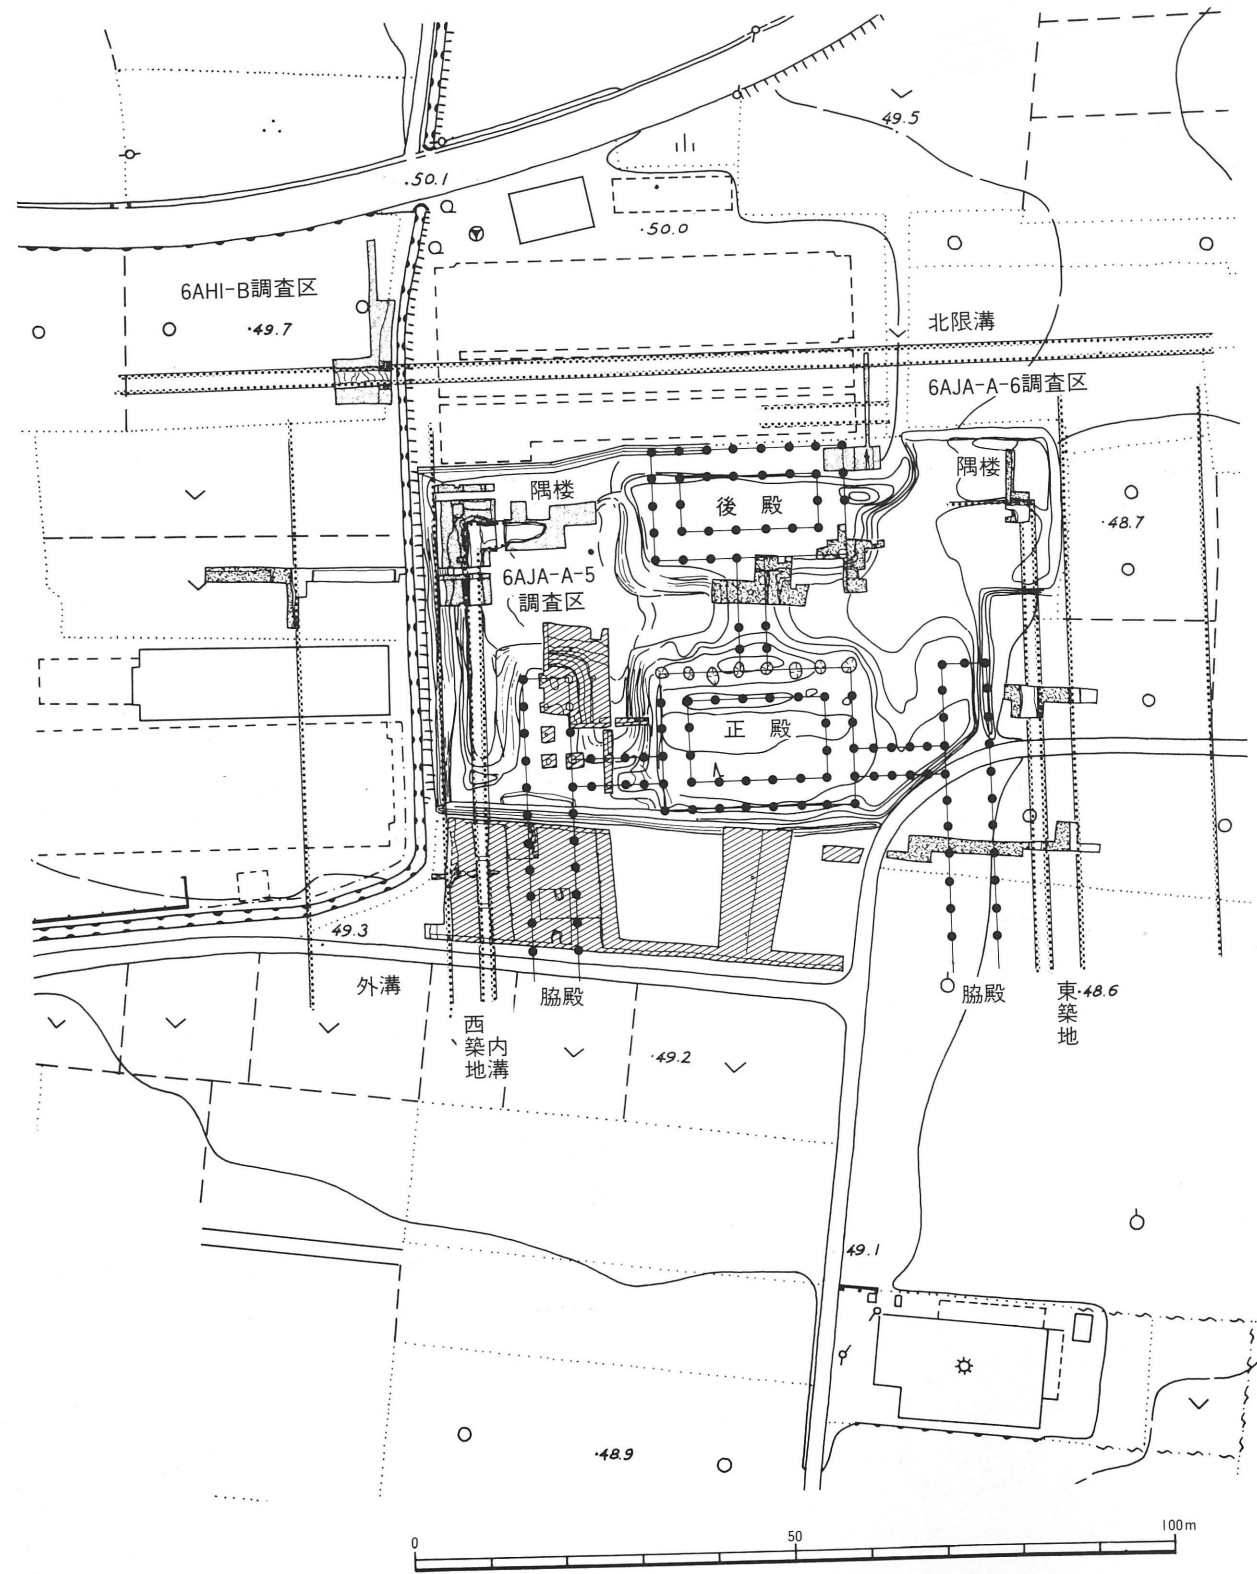 49.5
·50.1
·50.0
6AHI-B調査区
·49.7
北限溝
6AJA-A-6調査区
隅楼
隅楼
後殿
·48.7
6AJA-A-5
調査区
正殿
49.3
外溝
脇殿
脇殿
東築地
·48.6
西築地
内溝
·49.2
49.1
·48.9
0
50
100m